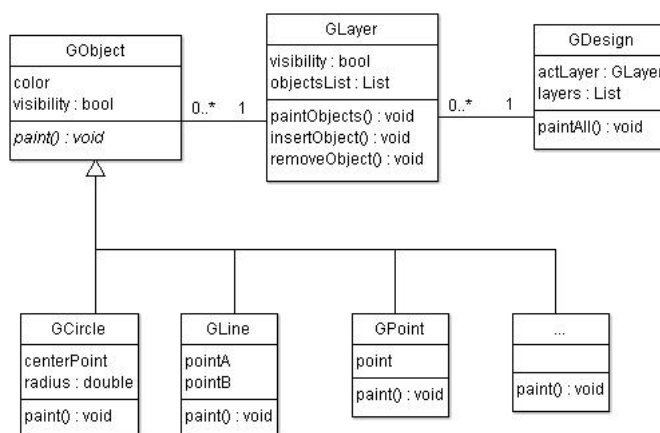 GObject
color
visibility : bool
paint() : void
0..*
1
GLayer
visibility : bool
objectsList : List
paintObjects() : void
insertObject() : void
removeObject() : void
0..*
1
GDesign
actLayer : GLayer
layers : List
paintAll() : void
GCircle
centerPoint
radius : double
paint() : void
GLine
pointA
pointB
paint() : void
GPoint
point
paint() : void
...
paint() : void